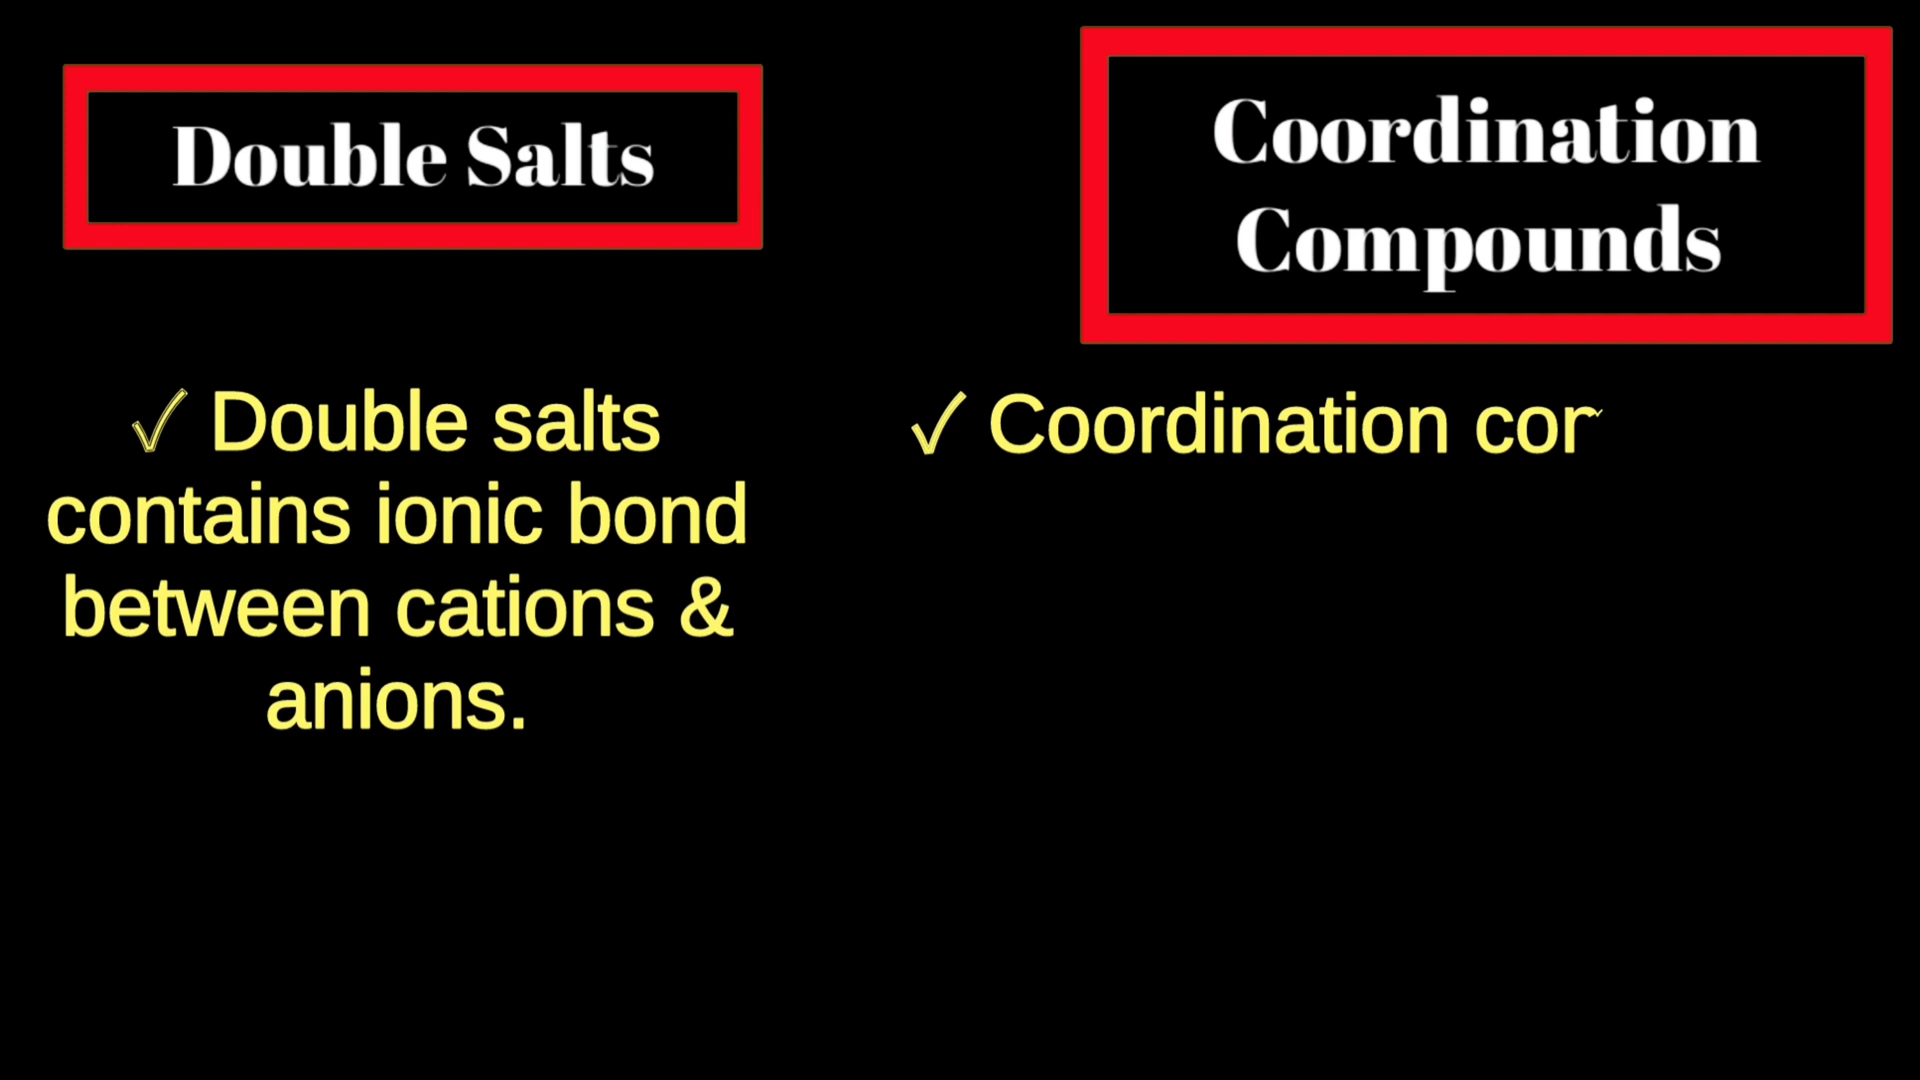 Double Salts
Coordination
Compounds
✓ Double salts
contains ionic bond
between cations &
anions.
✓ Coordination